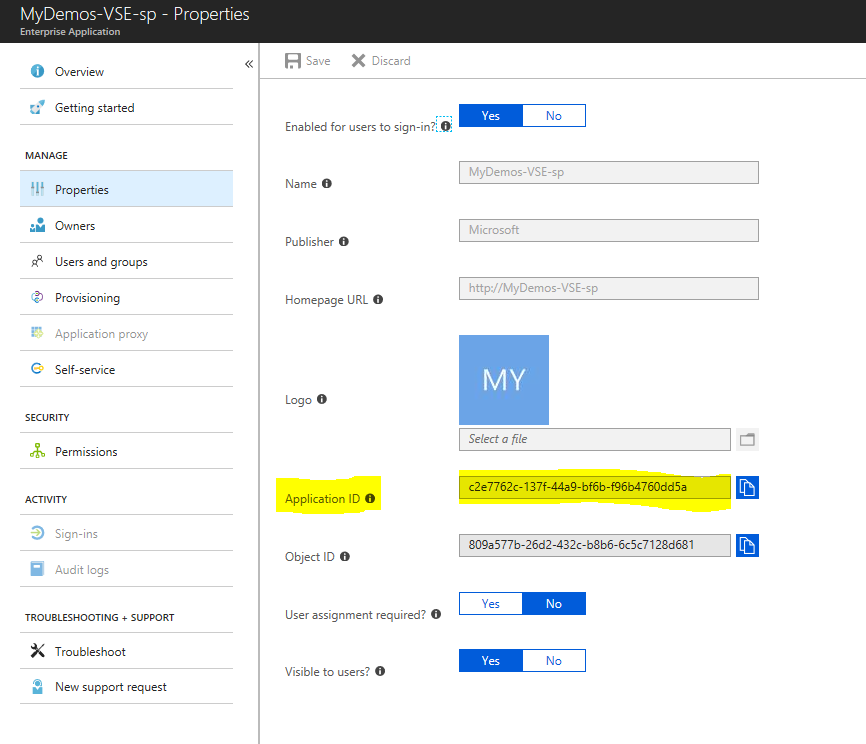 MyDemos-VSE-sp - Properties
Enterprise Application
«
Overview
Getting started
MANAGE
Properties
Owners
Users and groups
Provisioning
Application proxy
Self-service
SECURITY
Permissions
ACTIVITY
Sign-ins
Audit logs
TROUBLESHOOTING + SUPPORT
Troubleshoot
New support request
Save Discard
Enabled for users to sign-in? Yes No
Name MyDemos-VSE-sp
Publisher Microsoft
Homepage URL http://MyDemos-VSE-sp
Logo MY
Select a file
Application ID c2e7762c-137f-44a9-bf6b-f96b4760dd5a
Object ID 809a577b-26d2-432c-b8b6-6c5c7128d681
User assignment required? Yes No
Visible to users? Yes No